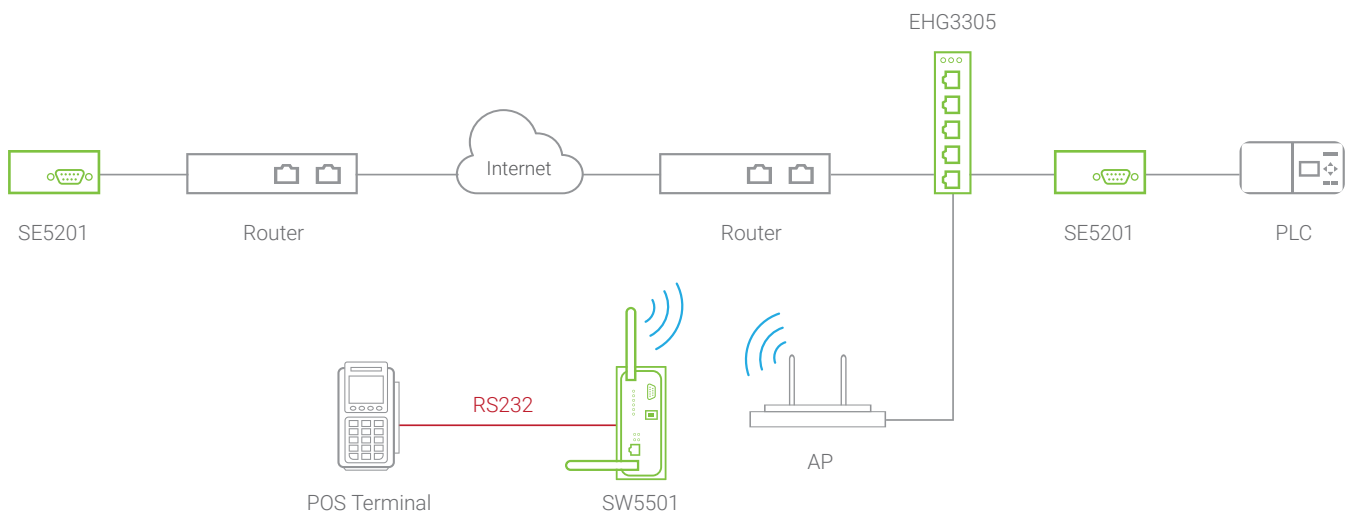 EHG3305
Internet
SE5201
Router
Router
SE5201
PLC
RS232
AP
POS Terminal
SW5501